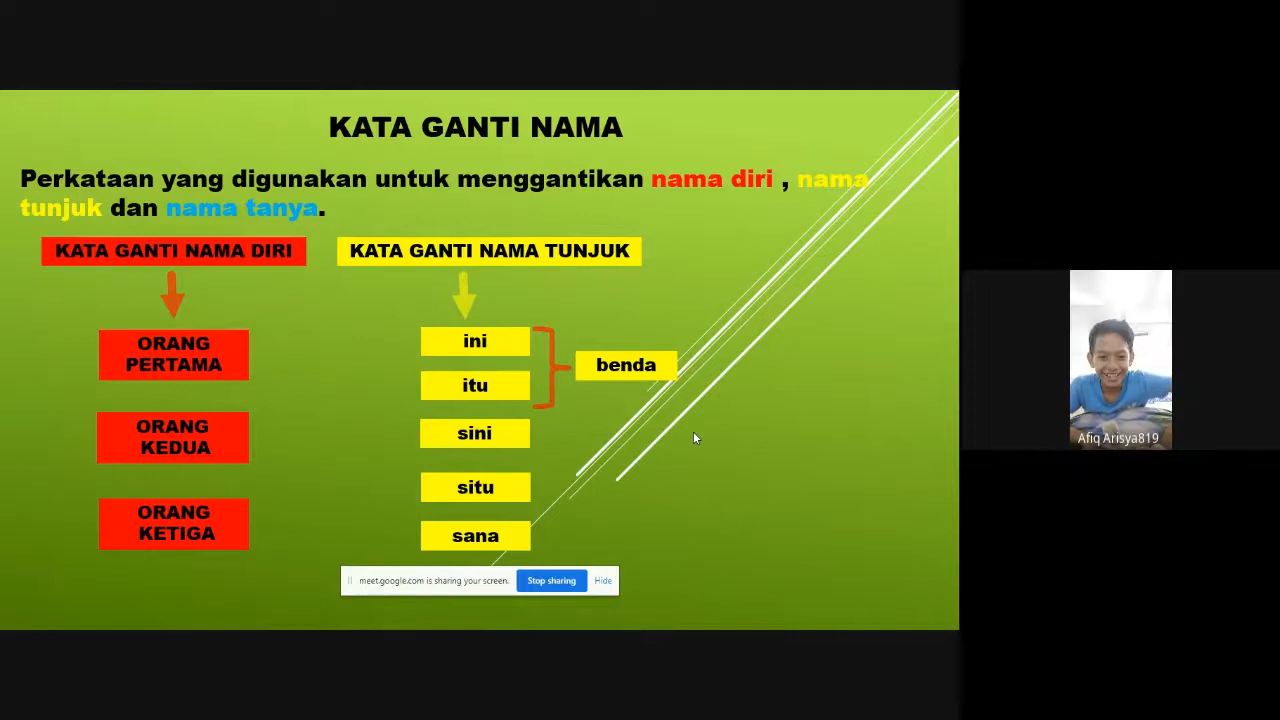 KATA GANTI NAMA
Perkataan yang digunakan untuk menggantikan nama diri , nama
tunjuk dan nama tanya.
KATA GANTI NAMA DIRI
KATA GANTI NAMA TUNJUK
ORANG
PERTAMA
ORANG
KEDUA
ORANG
KETIGA
ini
itu
benda
sini
situ
sana
meet.google.com is sharing your screen.
Stop sharing
Hide
Afiq Arisya819